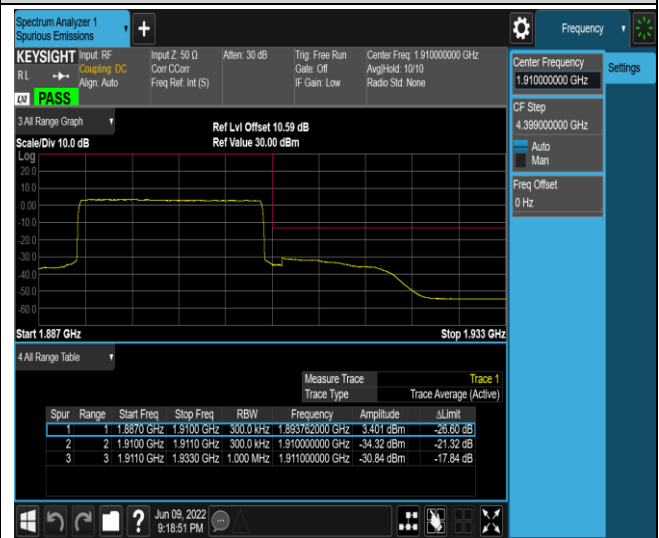 Spectrum Analyzer 1
Spurious Emissions
Frequency
KEYSIGHT Input: RF Input Z: 50 Ω Atten: 30 dB Trig: Free Run Center Freq: 1.910000000 GHz
RL Coupling: DC Corr CCorr Gate: Off Avg|Hold: 10/10
Align: Auto Freq Ref: Int (S) IF Gain: Low Radio Std: None
LXI PASS
Center Frequency
1.910000000 GHz
Settings
CF Step
4.399000000 GHz
Auto
Man
Freq Offset
0 Hz
3 All Range Graph
Ref Lvl Offset 10.59 dB
Scale/Div 10.0 dB Ref Value 30.00 dBm
Log
20.0
10.0
0.00
-10.0
-20.0
-30.0
-40.0
-50.0
-60.0
Start 1.887 GHz Stop 1.933 GHz
4 All Range Table
Measure Trace Trace 1
Trace Type Trace Average (Active)
Spur Range Start Freq Stop Freq RBW Frequency Amplitude ΔLimit
1 1 1.8870 GHz 1.9100 GHz 300.0 kHz 1.893762000 GHz 3.401 dBm -26.60 dB
2 2 1.9100 GHz 1.9110 GHz 300.0 kHz 1.910000000 GHz -34.32 dBm -21.32 dB
3 3 1.9110 GHz 1.9330 GHz 1.000 MHz 1.911000000 GHz -30.84 dBm -17.84 dB
Jun 09, 2022
9:18:51 PM